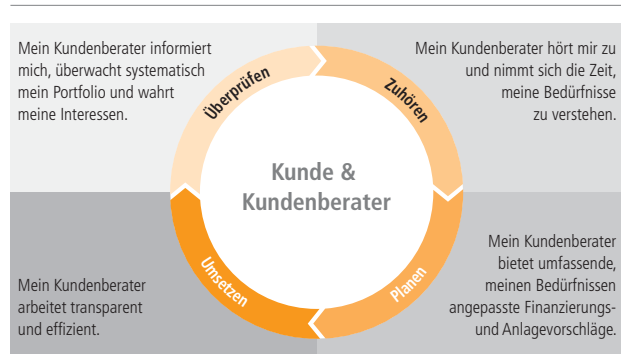 Mein Kundenberater informiert
mich, überwacht systematisch
mein Portfolio und wahrt
meine Interessen.
Mein Kundenberater hört mir zu
und nimmt sich die Zeit,
meine Bedürfnisse
zu verstehen.
Überprüfen
Zuhören
Kunde &
Kundenberater
Umsetzen
Planen
Mein Kundenberater
arbeitet transparent
und effizient.
Mein Kundenberater
bietet umfassende,
meinen Bedürfnissen
angepasste Finanzierungs-
und Anlagevorschläge.